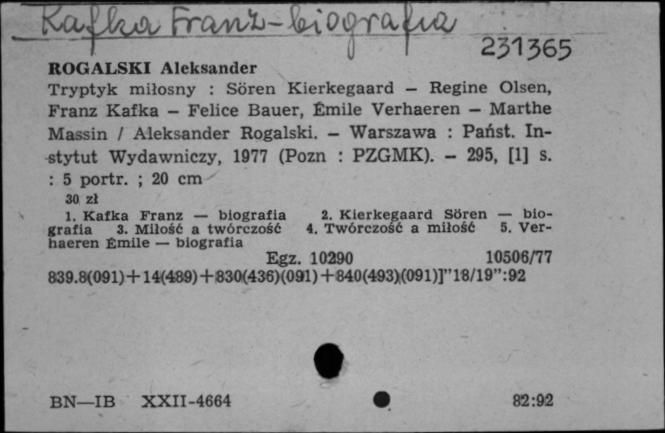 Kafka Franz-biografia
231365
ROGALSKI Aleksander
Tryptyk miłosny : Sören Kierkegaard — Regine Olsen,
Franz Kafka — Felice Bauer, Émile Verhaeren — Marthe
Massin / Aleksander Rogalski. — Warszawa : Państ. In-
stytut Wydawniczy, 1977 (Pozn : PZGMK). — 295, [1] s.
: 5 portr. ; 20 cm
30 zł
1. Kafka Franz — biografia 2. Kierkegaard Sören — bio-
grafia 3. Miłość a twórczość 4. Twórczość a miłość 5. Ver-
haeren Émile — biografia
Egz. 10290 10506/77
839.8(091)+14(489)+830(436)(091)+840(493)(091)]"18/19":92
BN—IB XXII-4664 82:92